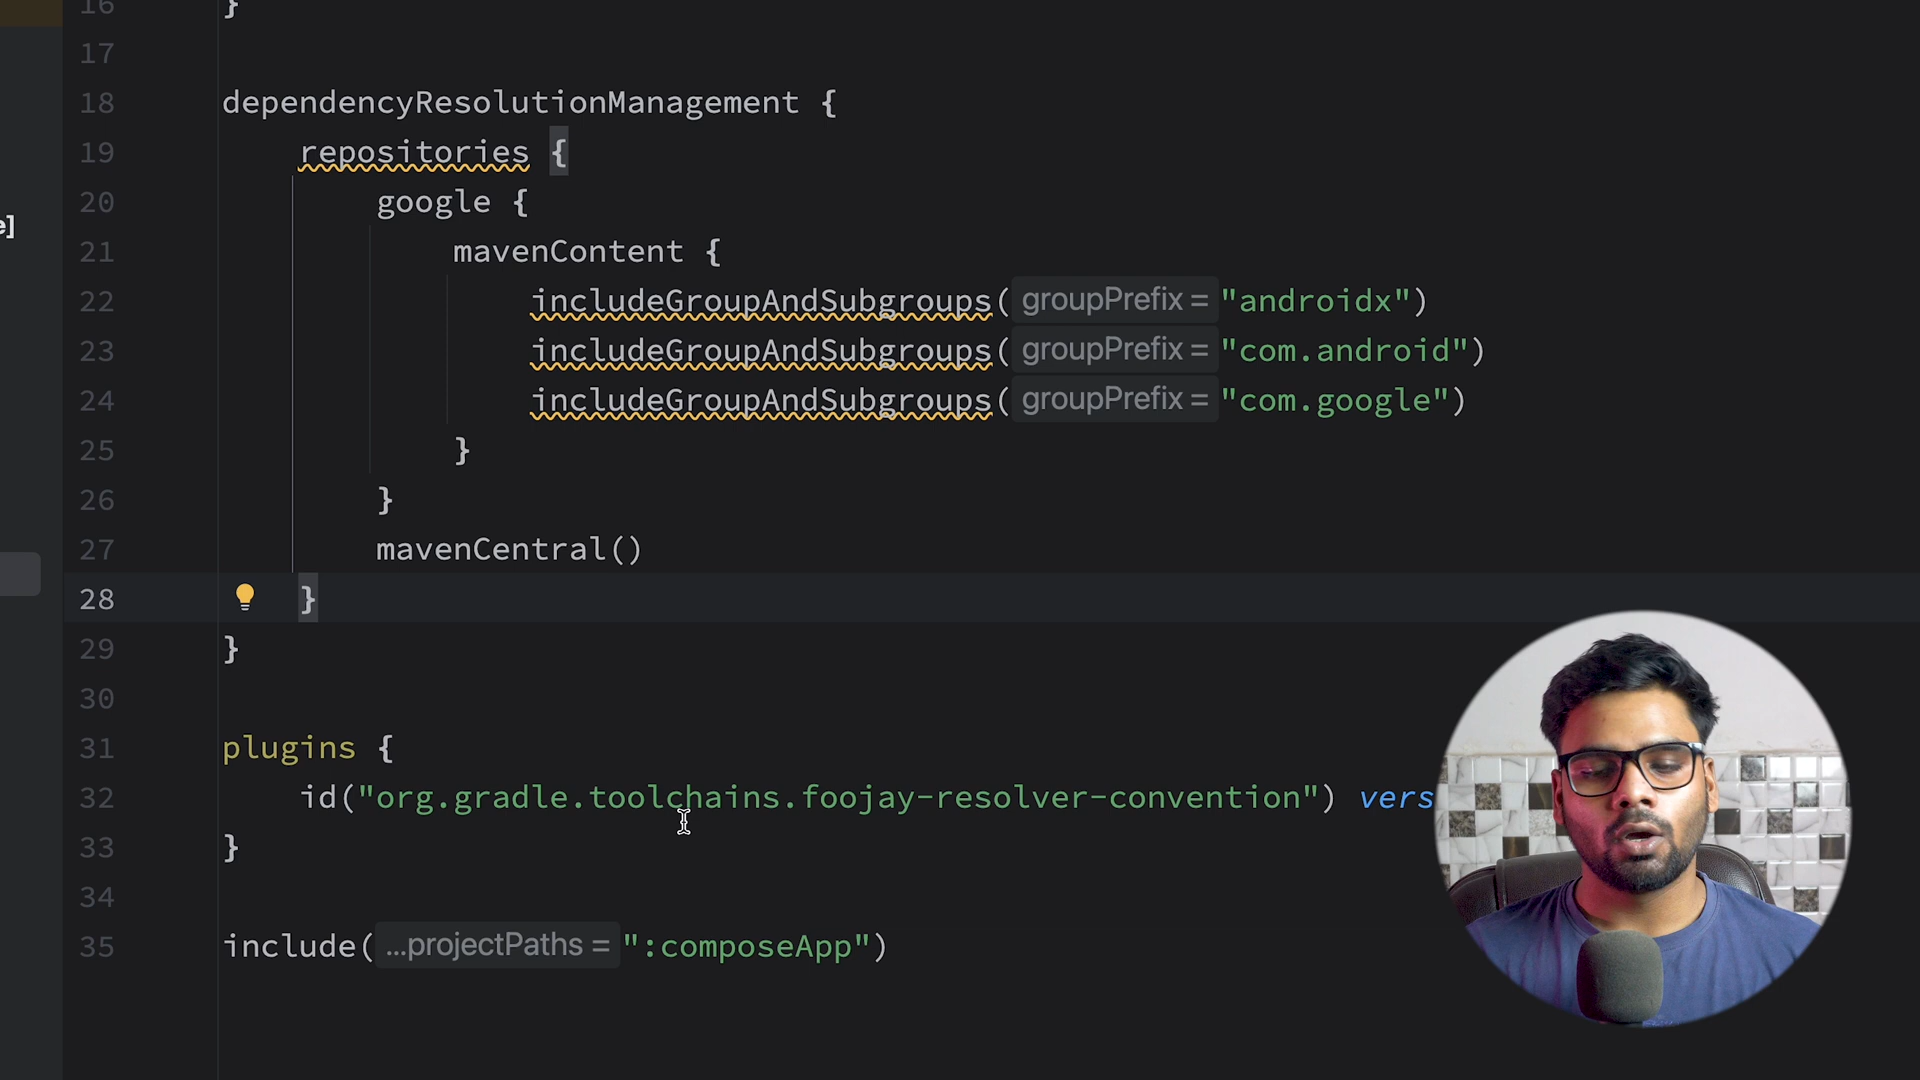 16 }
17
18 dependencyResolutionManagement {
19 repositories {
e]
20 google {
21 mavenContent {
22 includeGroupAndSubgroups( groupPrefix = "androidx")
23 includeGroupAndSubgroups( groupPrefix = "com.android")
24 includeGroupAndSubgroups( groupPrefix = "com.google")
25 }
26 }
27 mavenCentral()
28 }
29 }
30
31 plugins {
32 id("org.gradle.toolchains.foojay-resolver-convention") vers
33 }
34
35 include( ...projectPaths = ":composeApp")